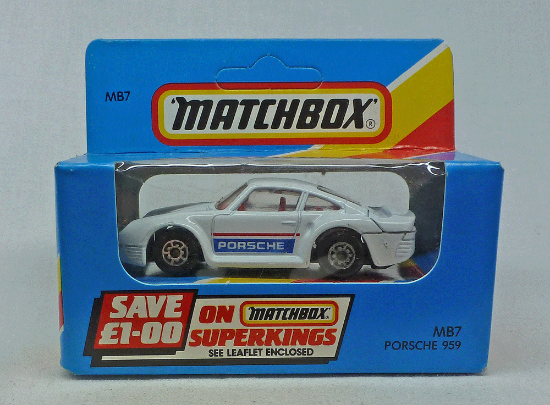 MB7
"MATCHBOX"®
PORSCHE
SAVE
£1-00
ON "MATCHBOX"
SUPERKINGS
SEE LEAFLET ENCLOSED
MB7
PORSCHE 959